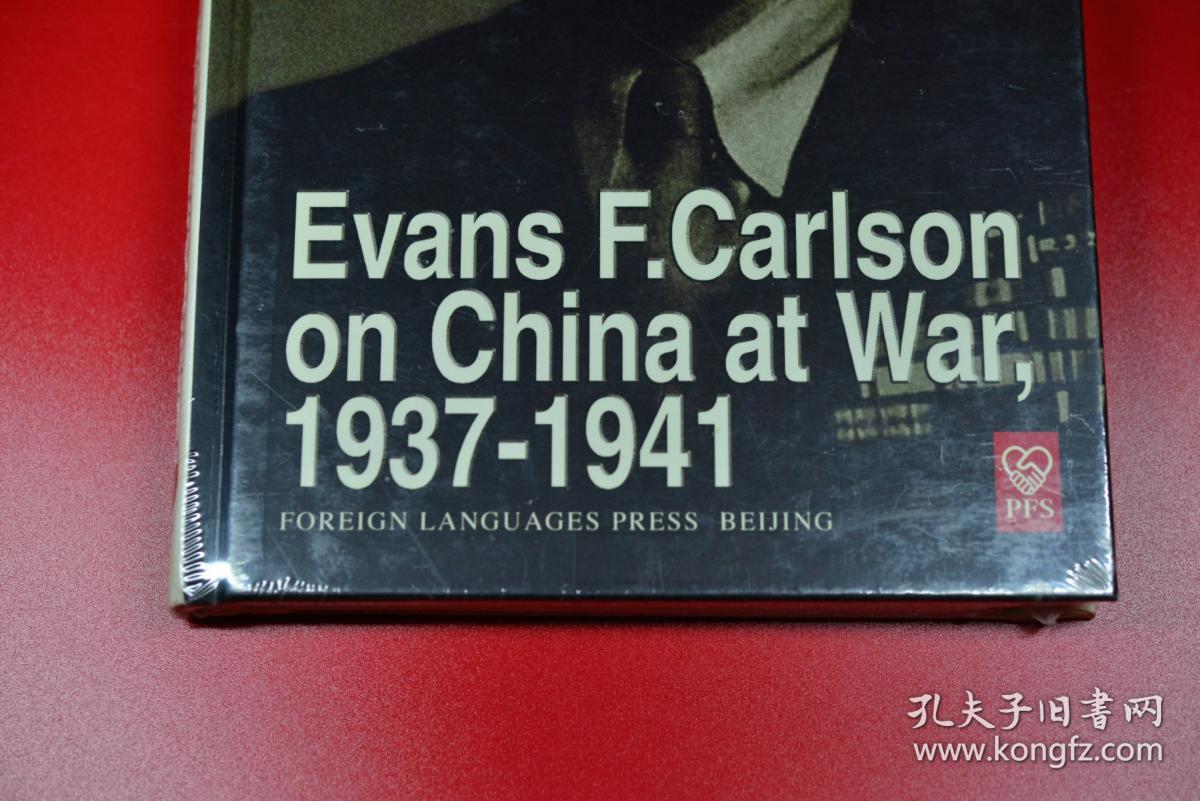 Evans F.Carlson
on China at War,
1937-1941
PFS
FOREIGN LANGUAGES PRESS BEIJING
孔夫子旧書网
www.kongfz.com